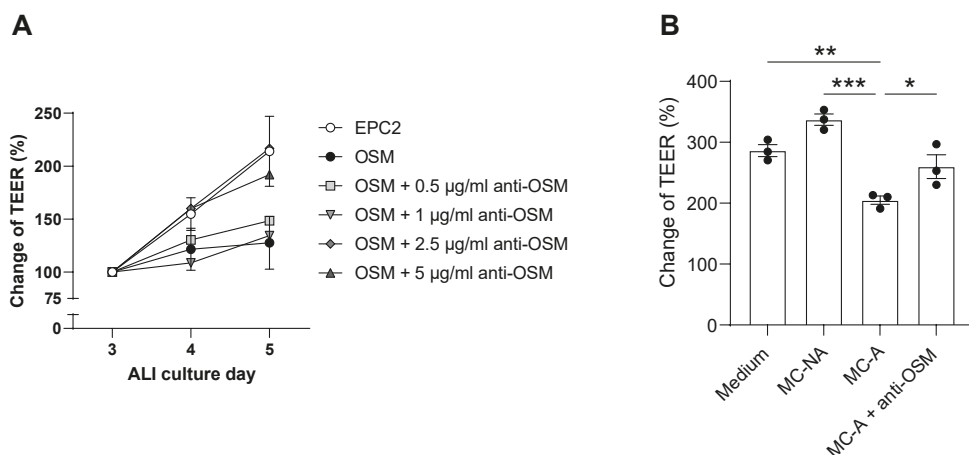 A
Change of TEER (%)
250
200
150
100
75
0
3 4 5
ALI culture day
EPC2
OSM
OSM + 0.5 µg/ml anti-OSM
OSM + 1 µg/ml anti-OSM
OSM + 2.5 µg/ml anti-OSM
OSM + 5 µg/ml anti-OSM
B
**
*** *
Change of TEER (%)
400
300
200
100
0
Medium
MC-NA
MC-A
MC-A + anti-OSM